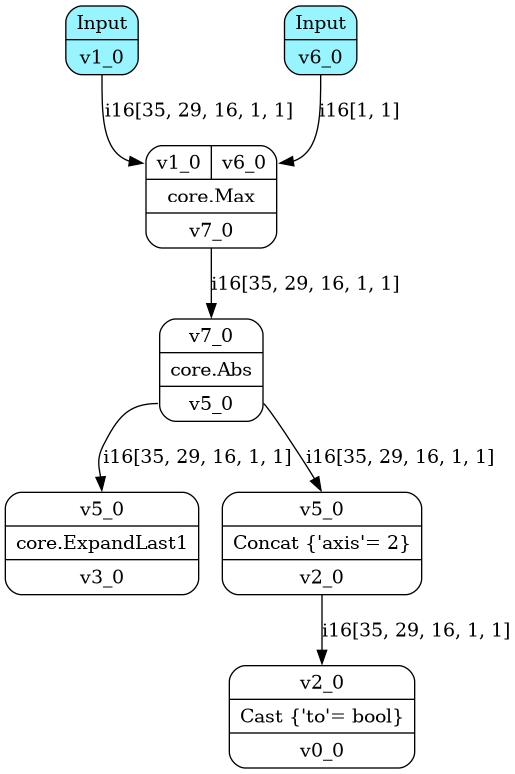 Input
v1_0
Input
v6_0
i16[35, 29, 16, 1, 1]
i16[1, 1]
v1_0 v6_0
core.Max
v7_0
i16[35, 29, 16, 1, 1]
v7_0
core.Abs
v5_0
i16[35, 29, 16, 1, 1]
i16[35, 29, 16, 1, 1]
v5_0
core.ExpandLast1
v3_0
v5_0
Concat {'axis'= 2}
v2_0
i16[35, 29, 16, 1, 1]
v2_0
Cast {'to'= bool}
v0_0